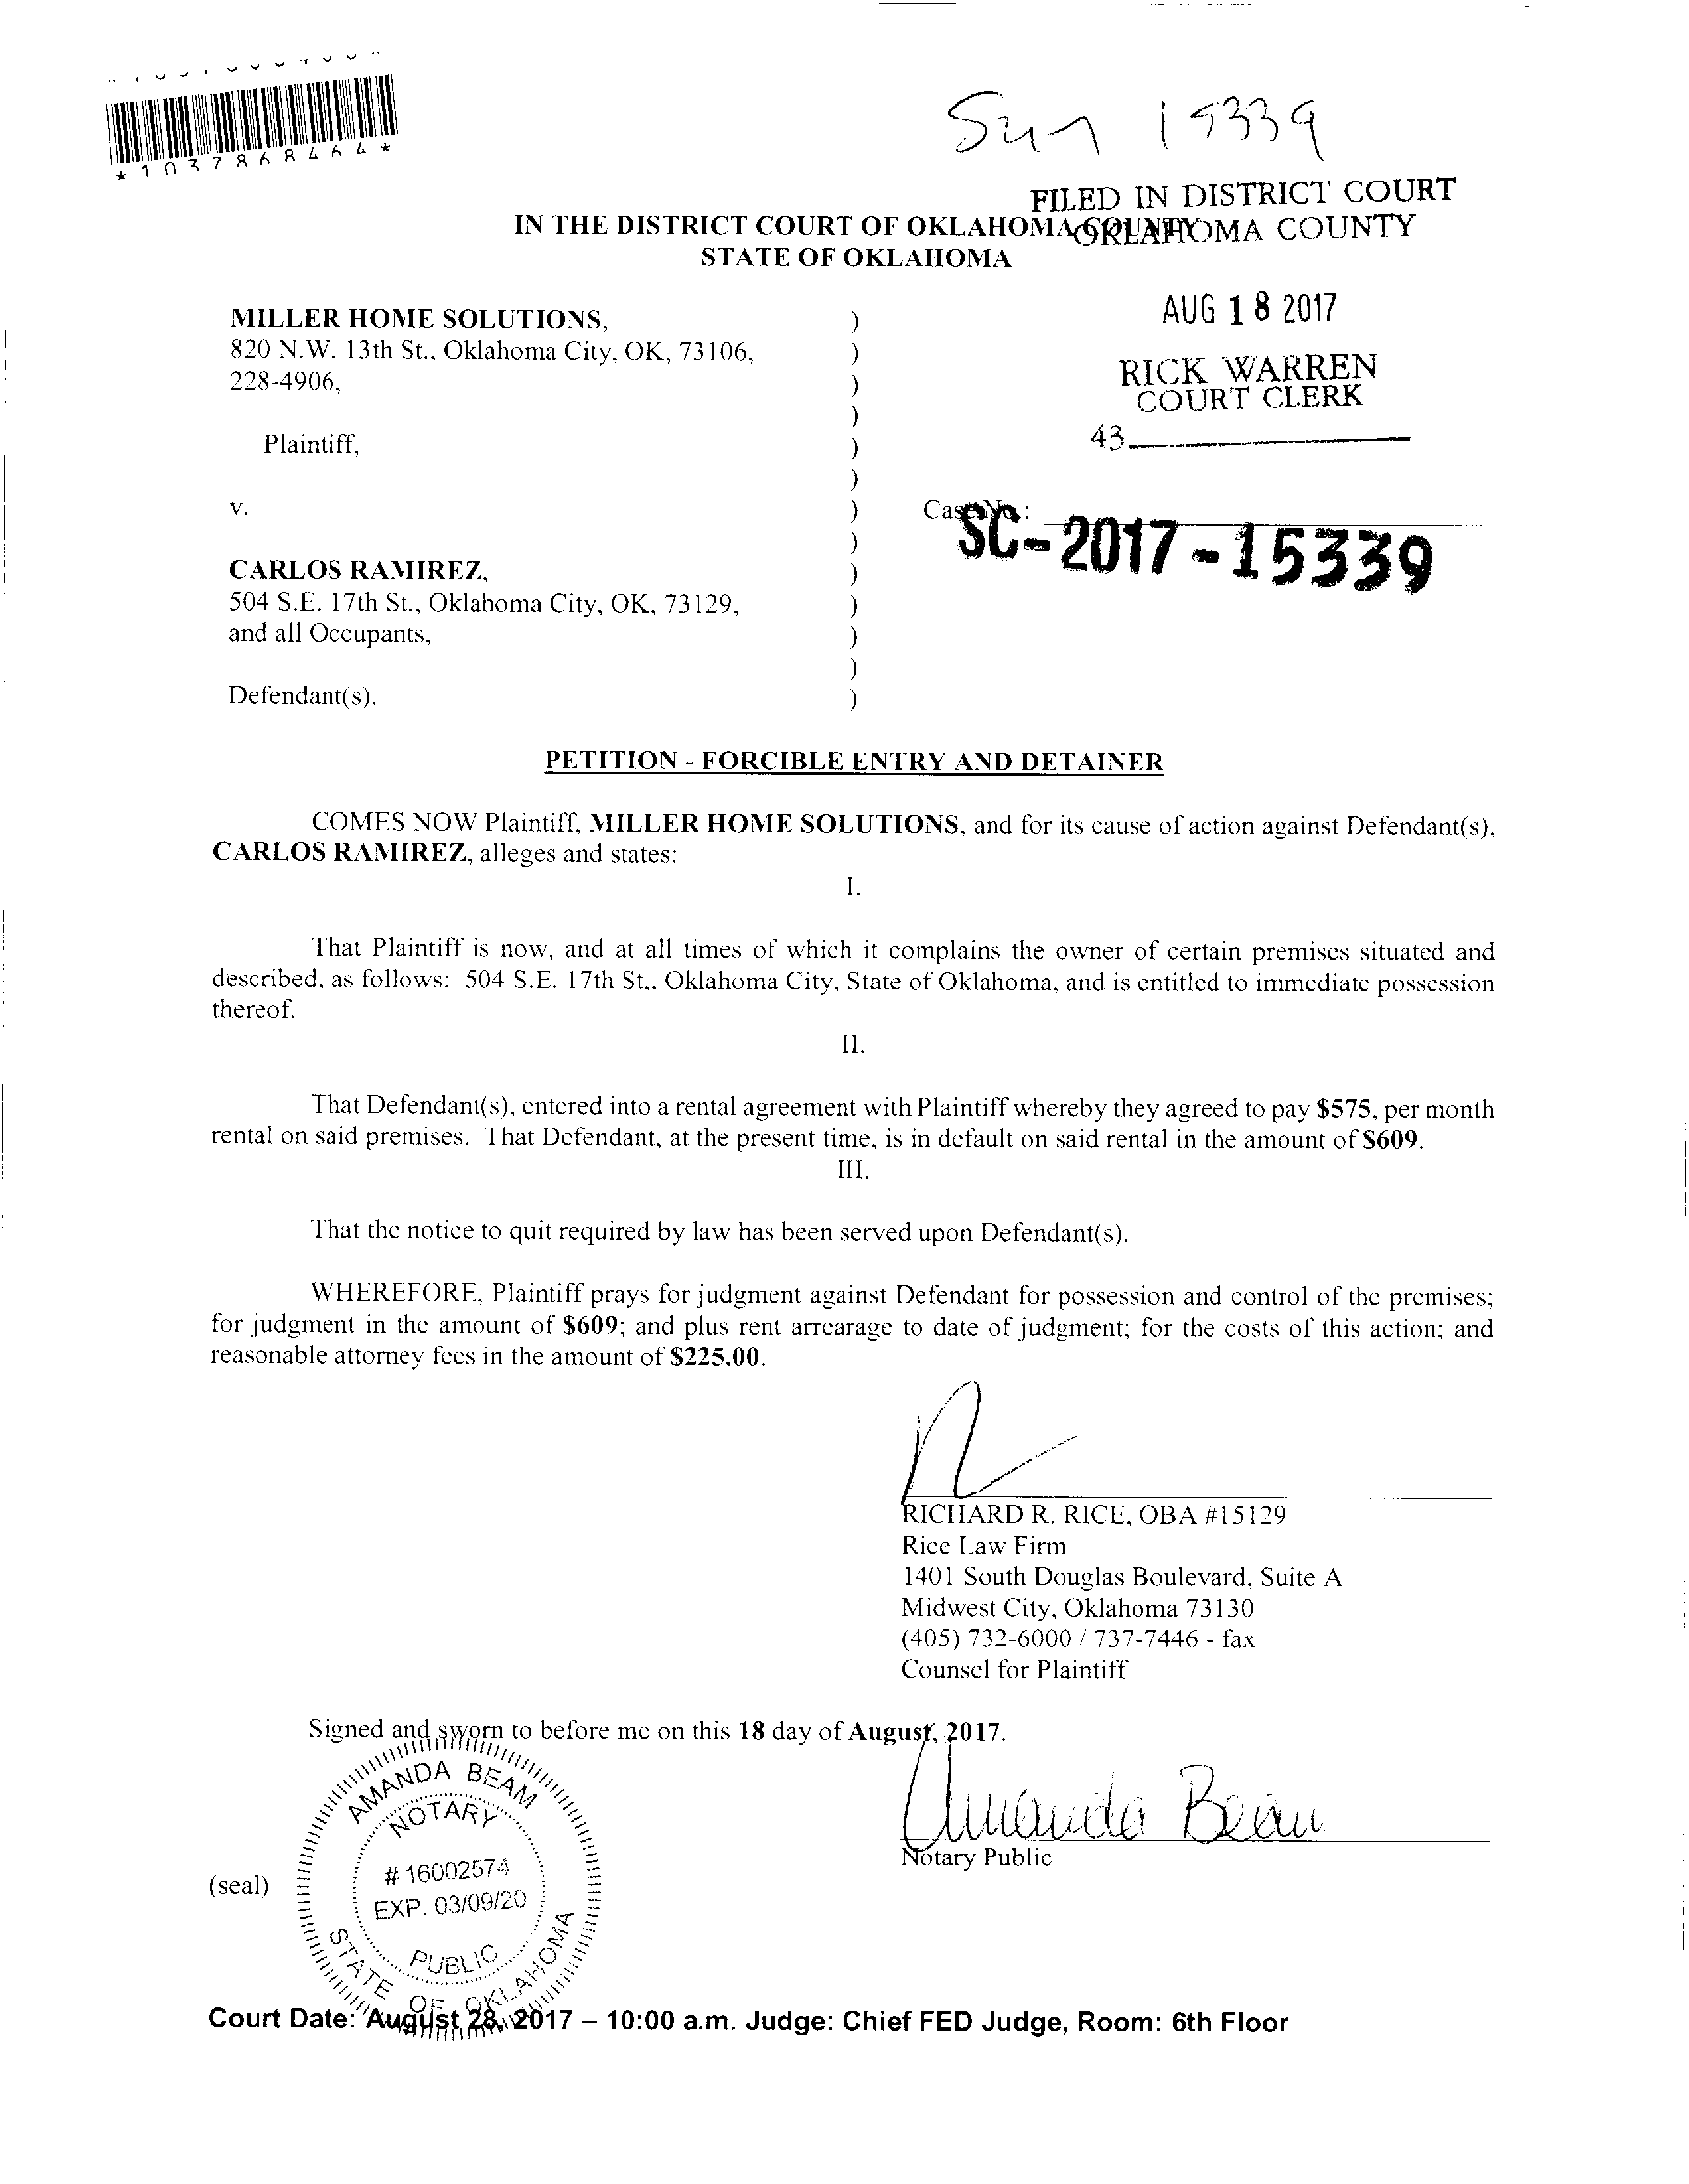 *1037868464*
Sun 15339
FILED IN DISTRICT COURT
OKLAHOMA COUNTY
IN THE DISTRICT COURT OF OKLAHOMA COUNTY
STATE OF OKLAHOMA
AUG 18 2017
RICK WARREN
COURT CLERK
43
MILLER HOME SOLUTIONS, )
820 N.W. 13th St., Oklahoma City, OK, 73106, )
228-4906, )
)
Plaintiff, )
)
v. ) Case No.:
SC-2017-15339
)
CARLOS RAMIREZ, )
504 S.E. 17th St., Oklahoma City, OK, 73129, )
and all Occupants, )
)
Defendant(s). )
PETITION - FORCIBLE ENTRY AND DETAINER
COMES NOW Plaintiff, MILLER HOME SOLUTIONS, and for its cause of action against Defendant(s),
CARLOS RAMIREZ, alleges and states:
I.
That Plaintiff is now, and at all times of which it complains the owner of certain premises situated and
described, as follows: 504 S.E. 17th St., Oklahoma City, State of Oklahoma, and is entitled to immediate possession
thereof.
II.
That Defendant(s), entered into a rental agreement with Plaintiff whereby they agreed to pay $575, per month
rental on said premises. That Defendant, at the present time, is in default on said rental in the amount of $609.
III.
That the notice to quit required by law has been served upon Defendant(s).
WHEREFORE, Plaintiff prays for judgment against Defendant for possession and control of the premises;
for judgment in the amount of $609; and plus rent arrearage to date of judgment; for the costs of this action; and
reasonable attorney fees in the amount of $225.00.
RICHARD R. RICE, OBA #15129
Rice Law Firm
1401 South Douglas Boulevard, Suite A
Midwest City, Oklahoma 73130
(405) 732-6000 / 737-7446 - fax
Counsel for Plaintiff
Signed and sworn to before me on this 18 day of August, 2017.
Amanda Beam
Notary Public
(seal)
AMANDA BEAM
NOTARY
# 16002574
EXP. 03/09/20
PUBLIC
STATE OF OKLAHOMA
Court Date: August 28, 2017 – 10:00 a.m. Judge: Chief FED Judge, Room: 6th Floor